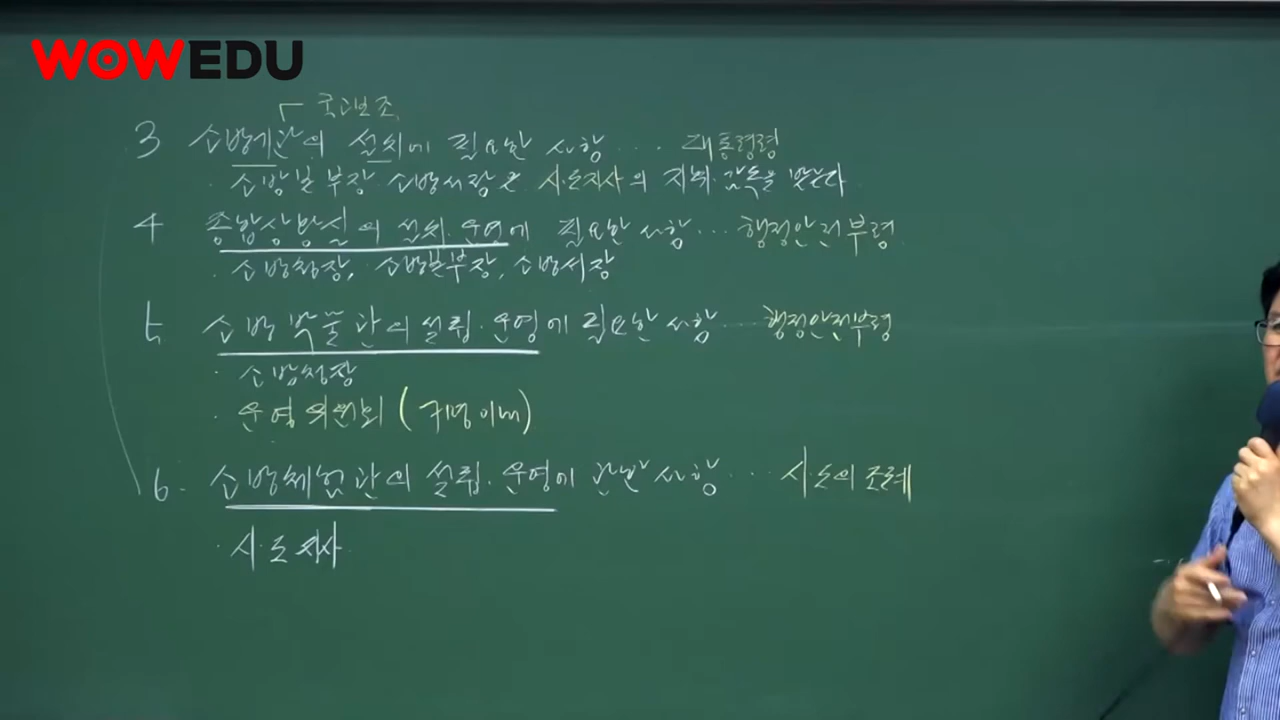 WOWEDU
국고보조
3 소방기관의 설치에 필요한 사항 ... 대통령령
· 소방본부장 소방서장은 시·도지사의 지휘 감독을 받는다
4 종합상황실의 설치·운영에 필요한 사항 ... 행정안전부령
· 소방청장, 소방본부장, 소방서장
5 소방박물관의 설립·운영에 필요한 사항 ... 행정안전부령
· 소방청장
· 운영위원회 (7명이내)
6. 소방체험관의 설립·운영에 관한 사항 ... 시·도의 조례
· 시·도지사